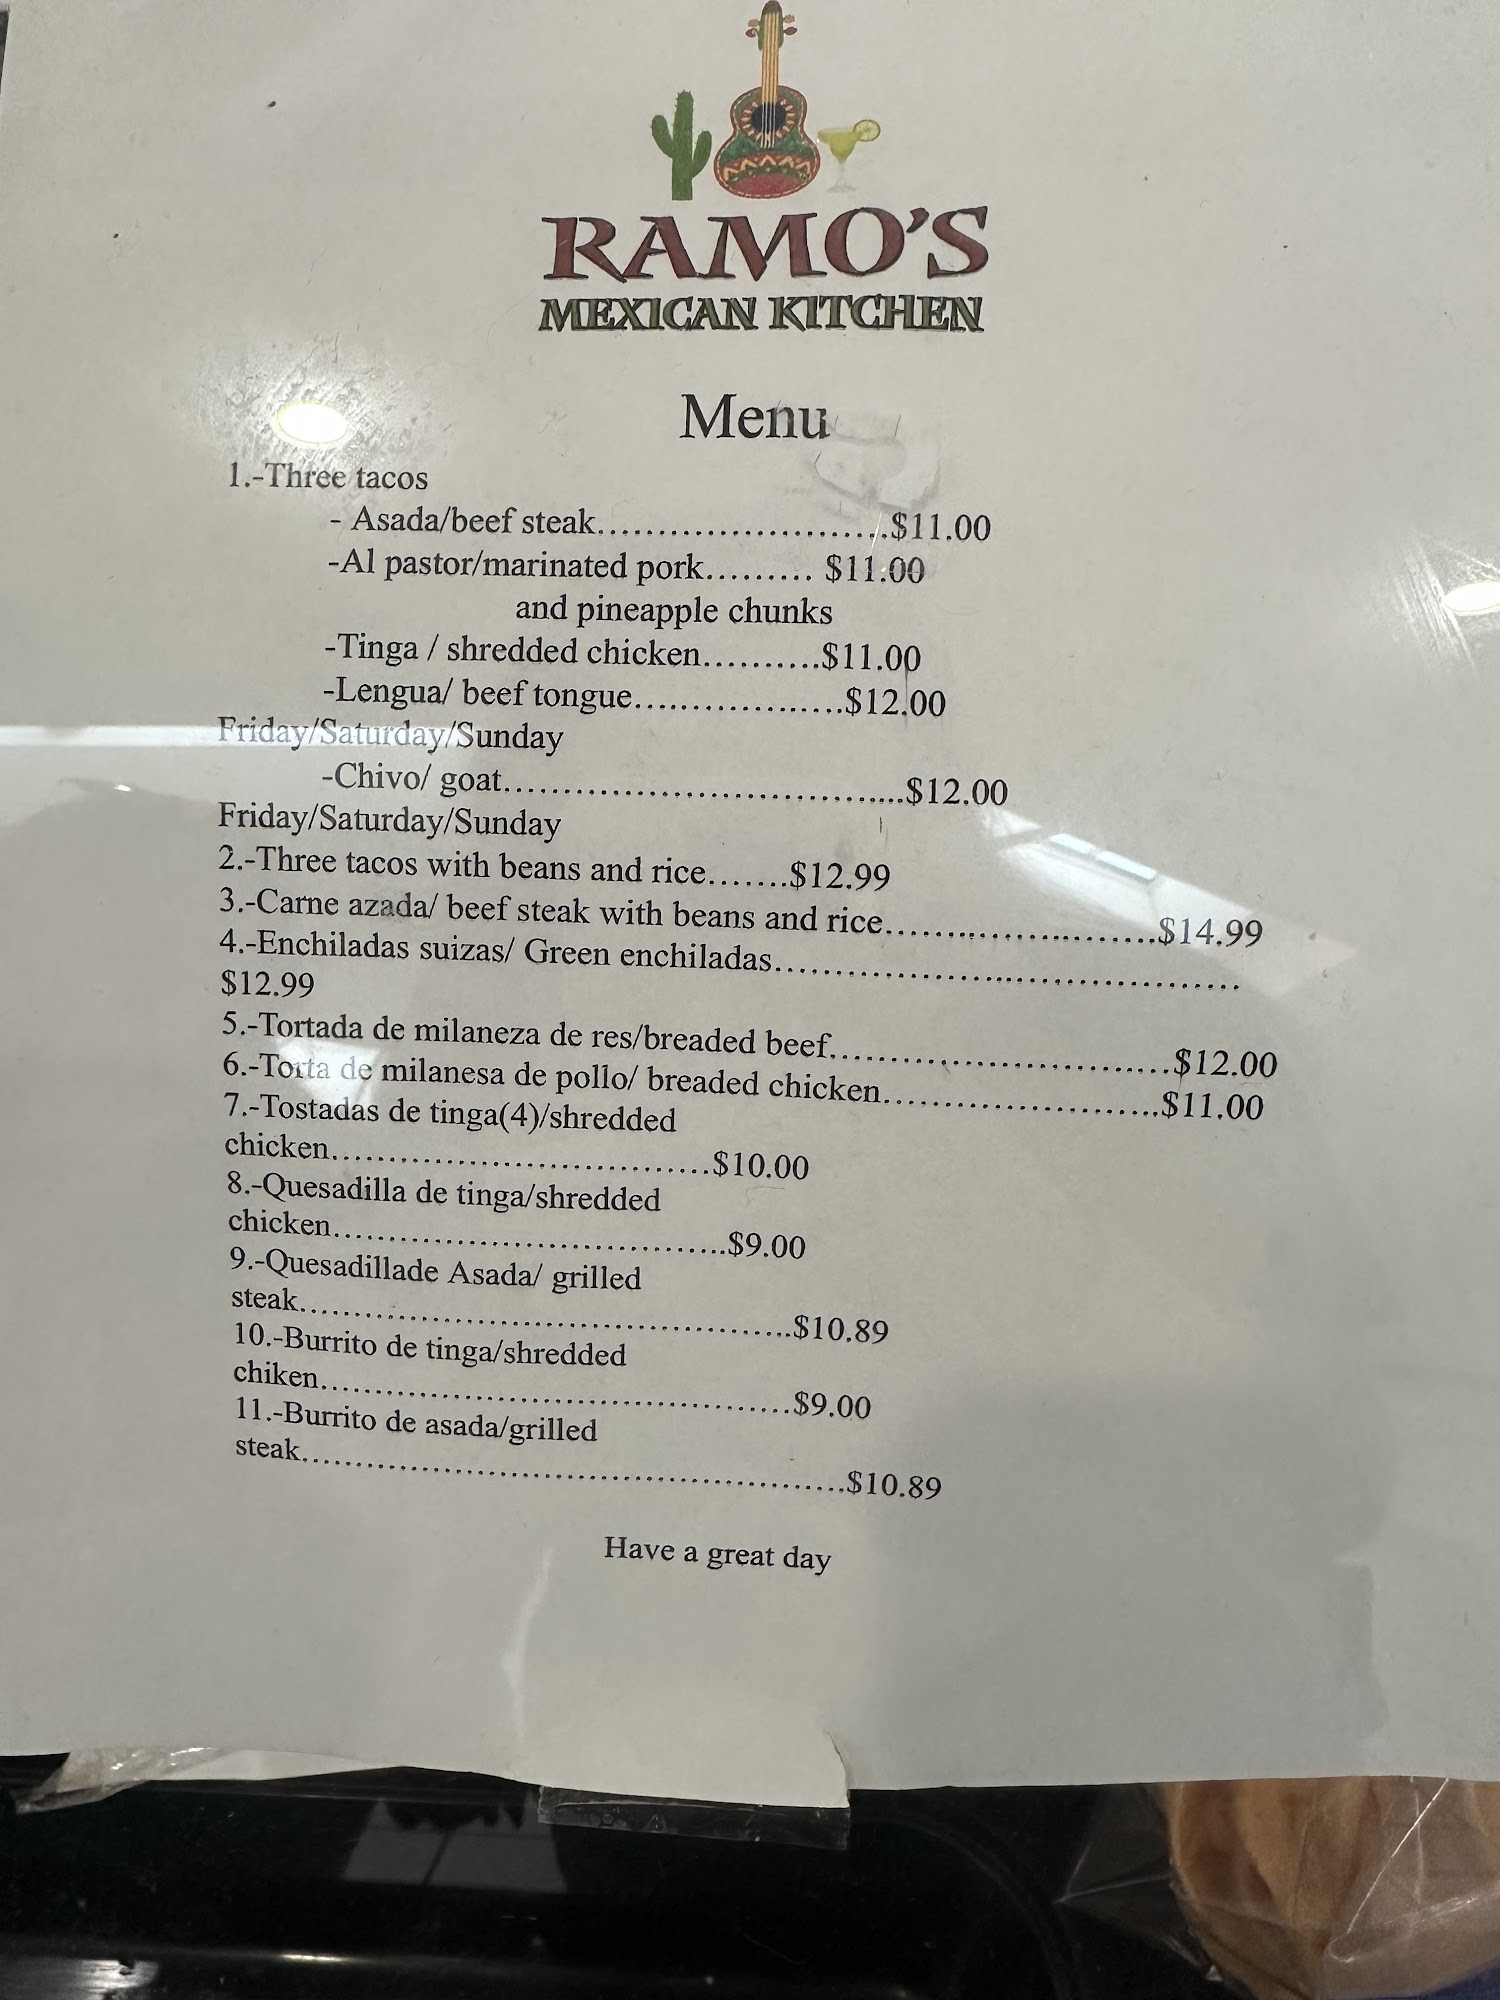 RAMO'S
MEXICAN KITCHEN
Menu
1.-Three tacos
- Asada/beef steak...........................$11.00
-Al pastor/marinated pork......... $11.00
and pineapple chunks
-Tinga / shredded chicken..........$11.00
-Lengua/ beef tongue....................$12.00
Friday/Saturday/Sunday
-Chivo/ goat....................................$12.00
Friday/Saturday/Sunday
2.-Three tacos with beans and rice.......$12.99
3.-Carne azada/ beef steak with beans and rice..........................$14.99
4.-Enchiladas suizas/ Green enchiladas..........................................
$12.99
5.-Tortada de milaneza de res/breaded beef...............................$12.00
6.-Torta de milanesa de pollo/ breaded chicken.........................$11.00
7.-Tostadas de tinga(4)/shredded
chicken.................................$10.00
8.-Quesadilla de tinga/shredded
chicken..................................$9.00
9.-Quesadillade Asada/ grilled
steak...........................................$10.89
10.-Burrito de tinga/shredded
chiken..........................................$9.00
11.-Burrito de asada/grilled
steak................................................$10.89
Have a great day